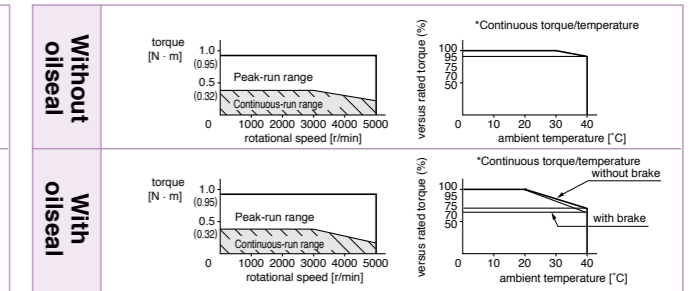 Without
oilseal
torque
[N · m]
1.0
(0.95)
0.5
(0.32)
0
Peak-run range
Continuous-run range
1000 2000 3000 4000 5000
rotational speed [r/min]
*Continuous torque/temperature
versus rated torque (%)
100
95
75
50
0 10 20 30 40
ambient temperature [˚C]
With
oilseal
torque
[N · m]
1.0
(0.95)
0.5
(0.32)
0
Peak-run range
Continuous-run range
1000 2000 3000 4000 5000
rotational speed [r/min]
*Continuous torque/temperature
without brake
with brake
versus rated torque (%)
100
95
75
70
50
0 10 20 30 40
ambient temperature [˚C]